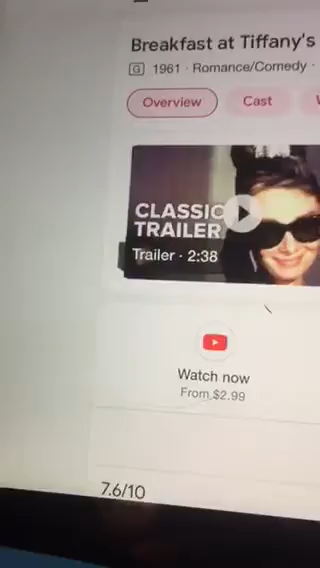 Breakfast at Tiffany's
G 1961 · Romance/Comedy ·
Overview
Cast
CLASSIC
TRAILER
Trailer · 2:38
Watch now
From $2.99
7.6/10